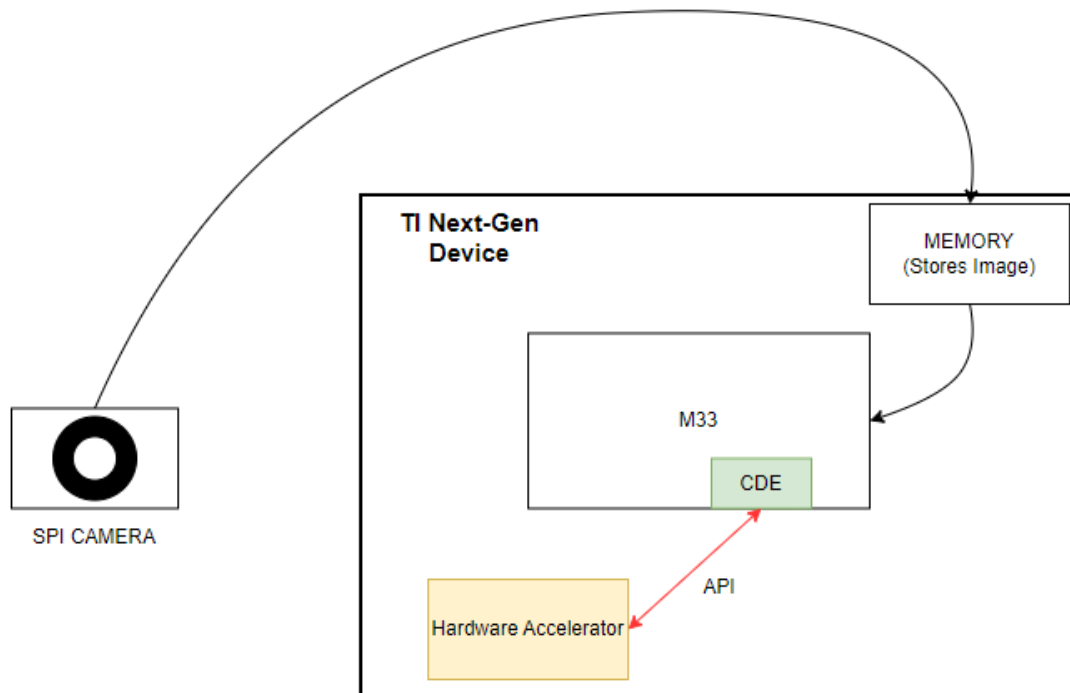 TI Next-Gen
Device
MEMORY
(Stores Image)
M33
CDE
SPI CAMERA
API
Hardware Accelerator